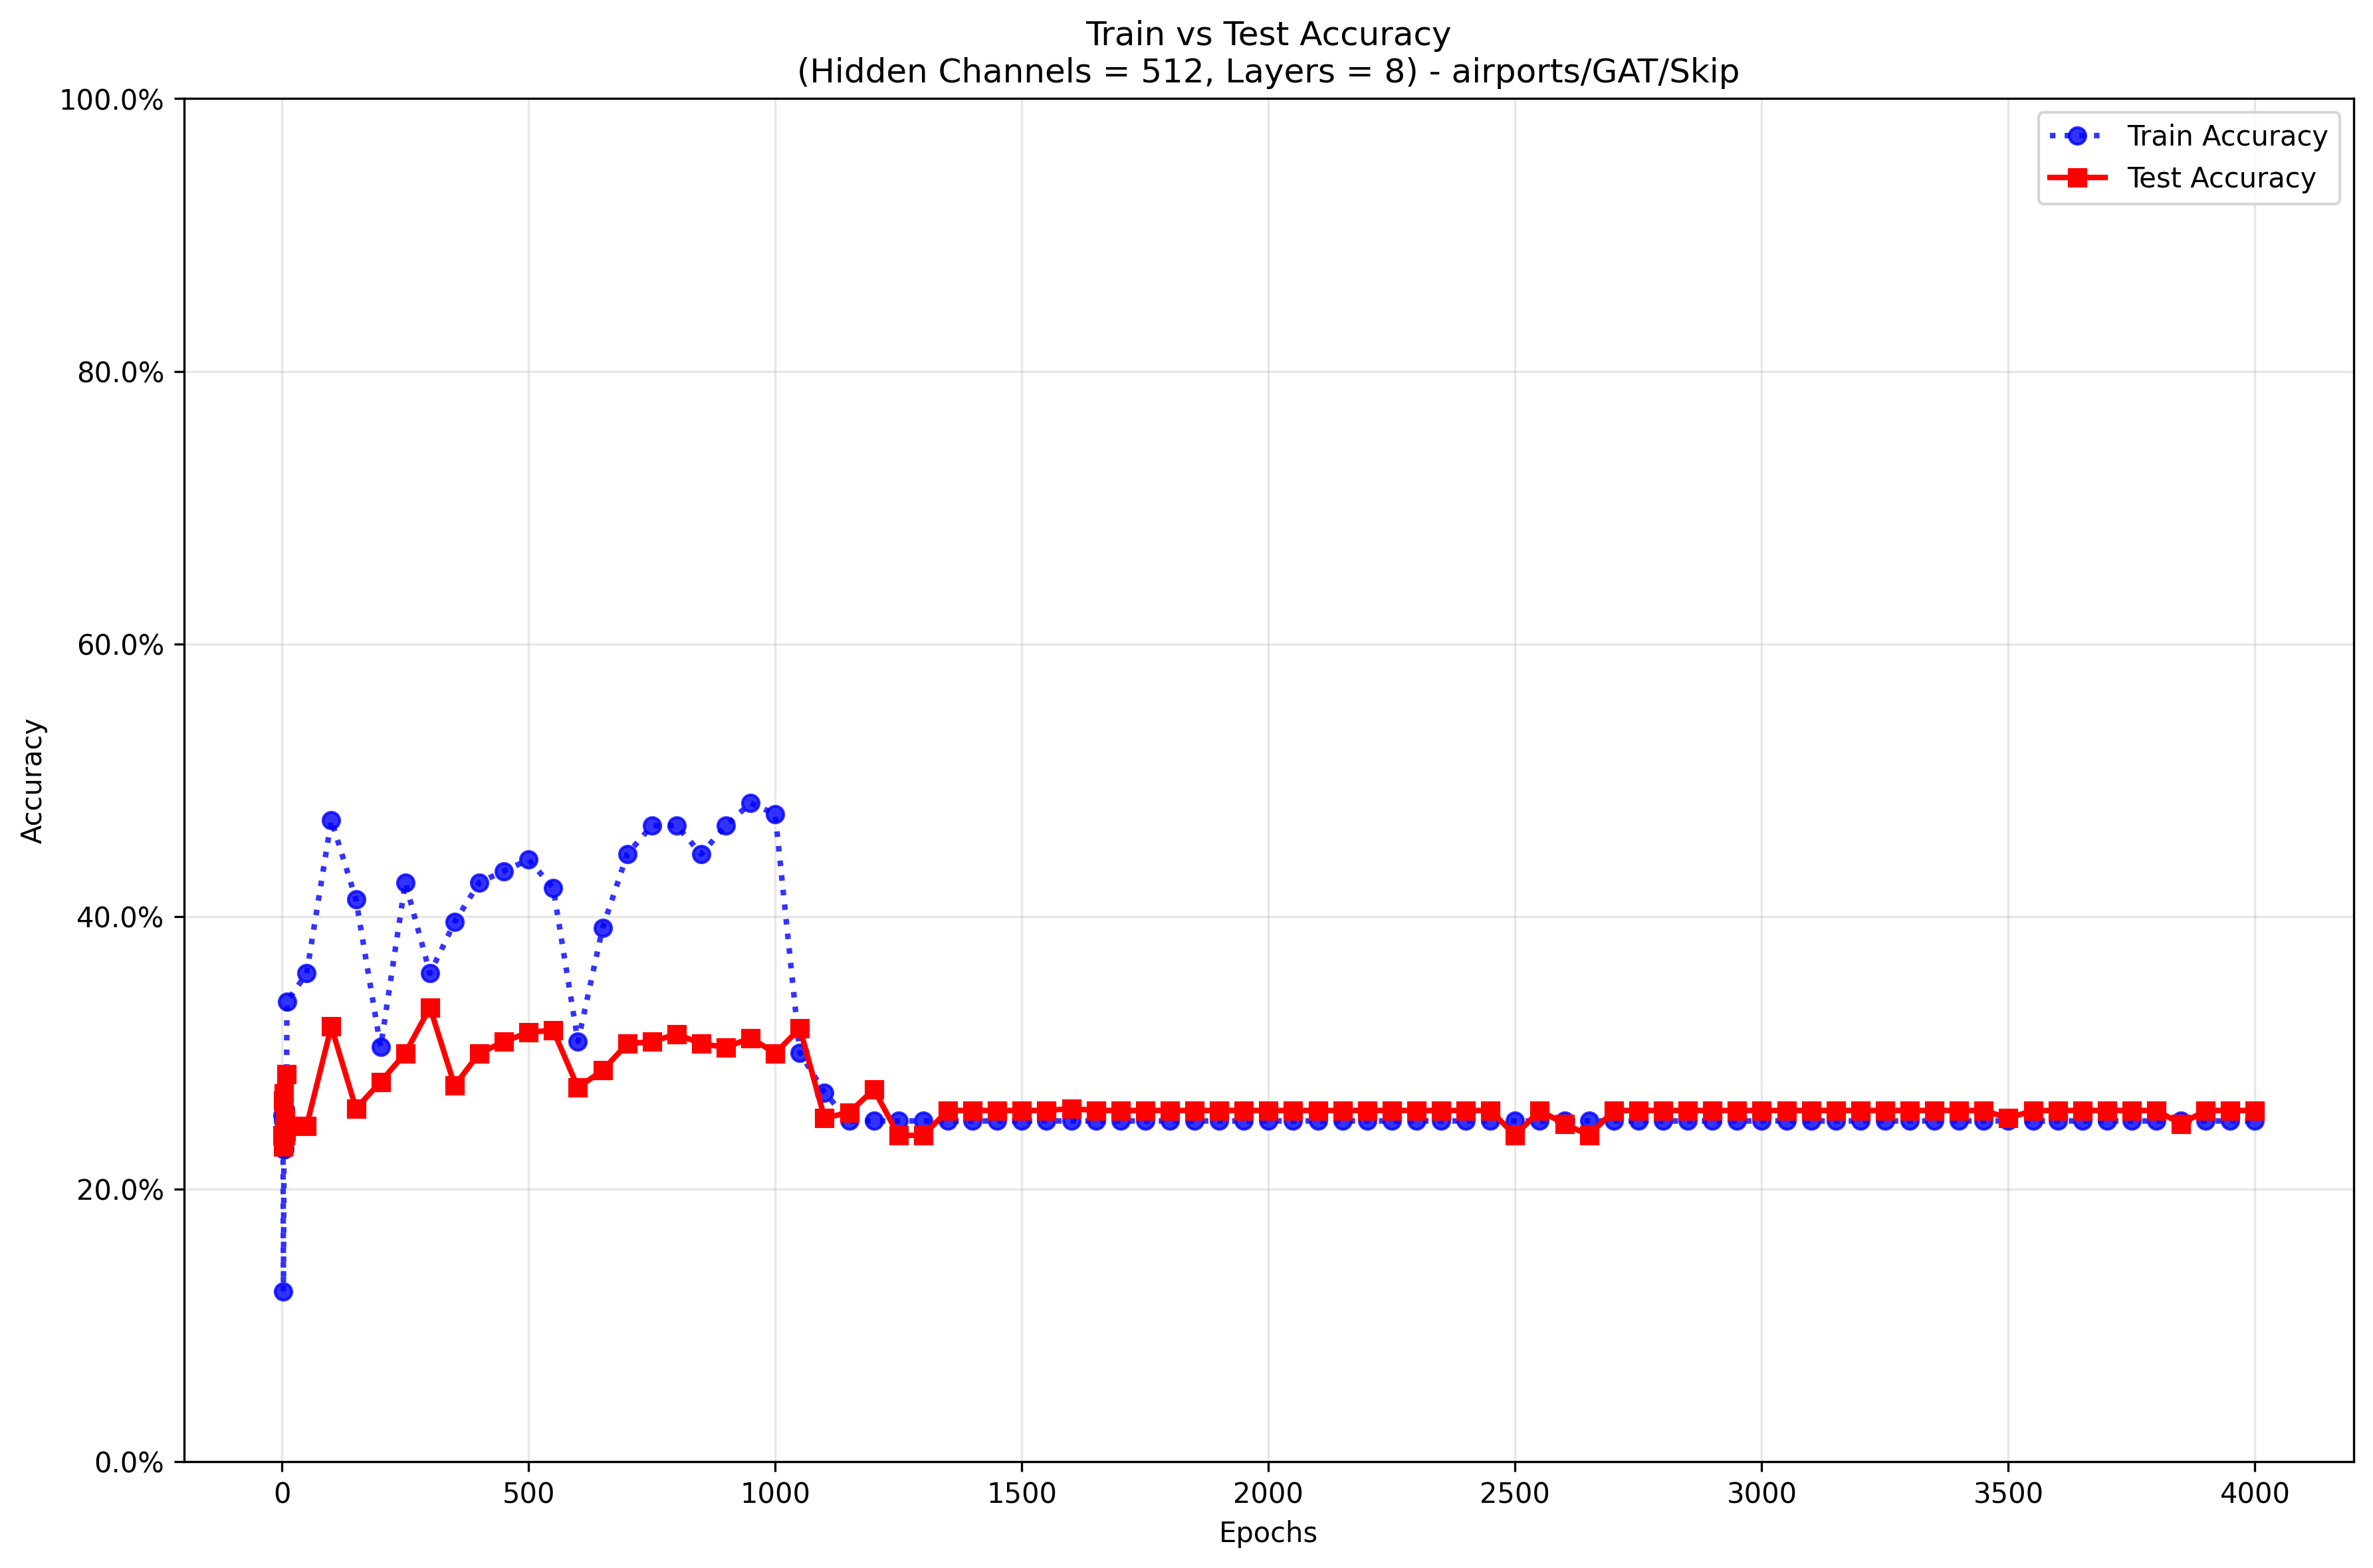 Train vs Test Accuracy
(Hidden Channels = 512, Layers = 8) - airports/GAT/Skip
100.0%
80.0%
60.0%
40.0%
20.0%
0.0%
Accuracy
Train Accuracy
Test Accuracy
0
500
1000
1500
2000
2500
3000
3500
4000
Epochs